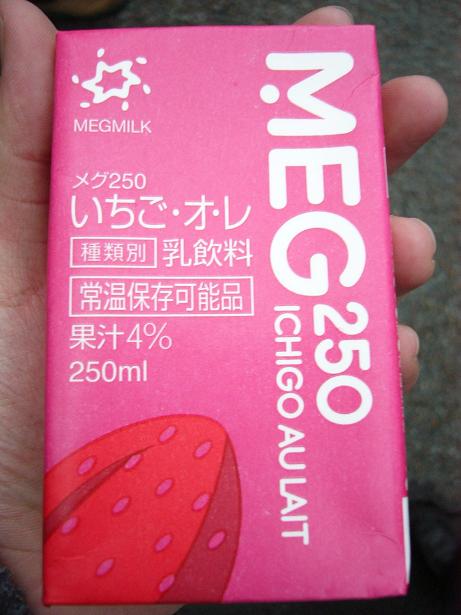 MEGMILK
メグ250
いちご・オ・レ
種類別 乳飲料
常温保存可能品
果汁4%
250ml
MEG250
ICHIGO AU LAIT